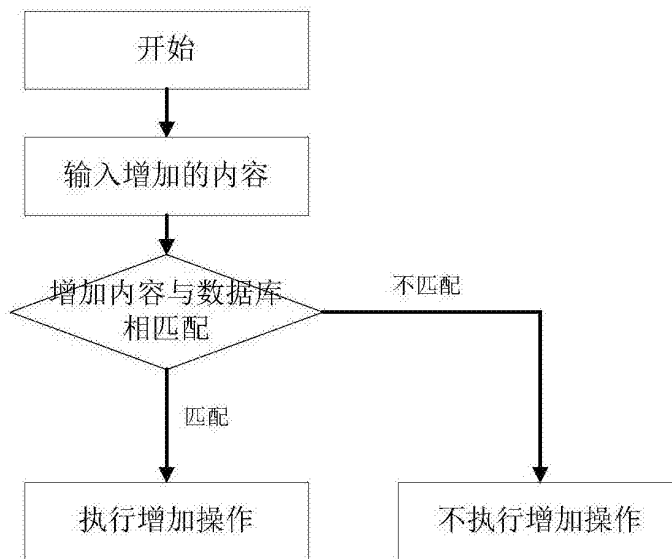 开始
输入增加的内容
增加内容与数据库
相匹配
不匹配
匹配
执行增加操作
不执行增加操作